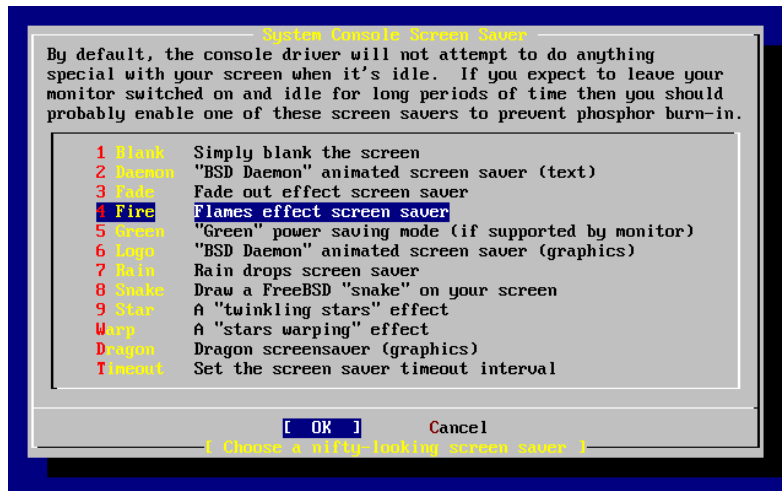 System Console Screen Saver
By default, the console driver will not attempt to do anything
special with your screen when it's idle.  If you expect to leave your
monitor switched on and idle for long periods of time then you should
probably enable one of these screen savers to prevent phosphor burn-in.
1 Blank   Simply blank the screen
2 Daemon  "BSD Daemon" animated screen saver (text)
3 Fade    Fade out effect screen saver
4 Fire    Flames effect screen saver
5 Green   "Green" power saving mode (if supported by monitor)
6 Logo    "BSD Daemon" animated screen saver (graphics)
7 Rain    Rain drops screen saver
8 Snake   Draw a FreeBSD "snake" on your screen
9 Star    A "twinkling stars" effect
Warp      A "stars warping" effect
Dragon    Dragon screensaver (graphics)
Timeout   Set the screen saver timeout interval
[  OK  ]       Cancel
[ Choose a nifty-looking screen saver ]